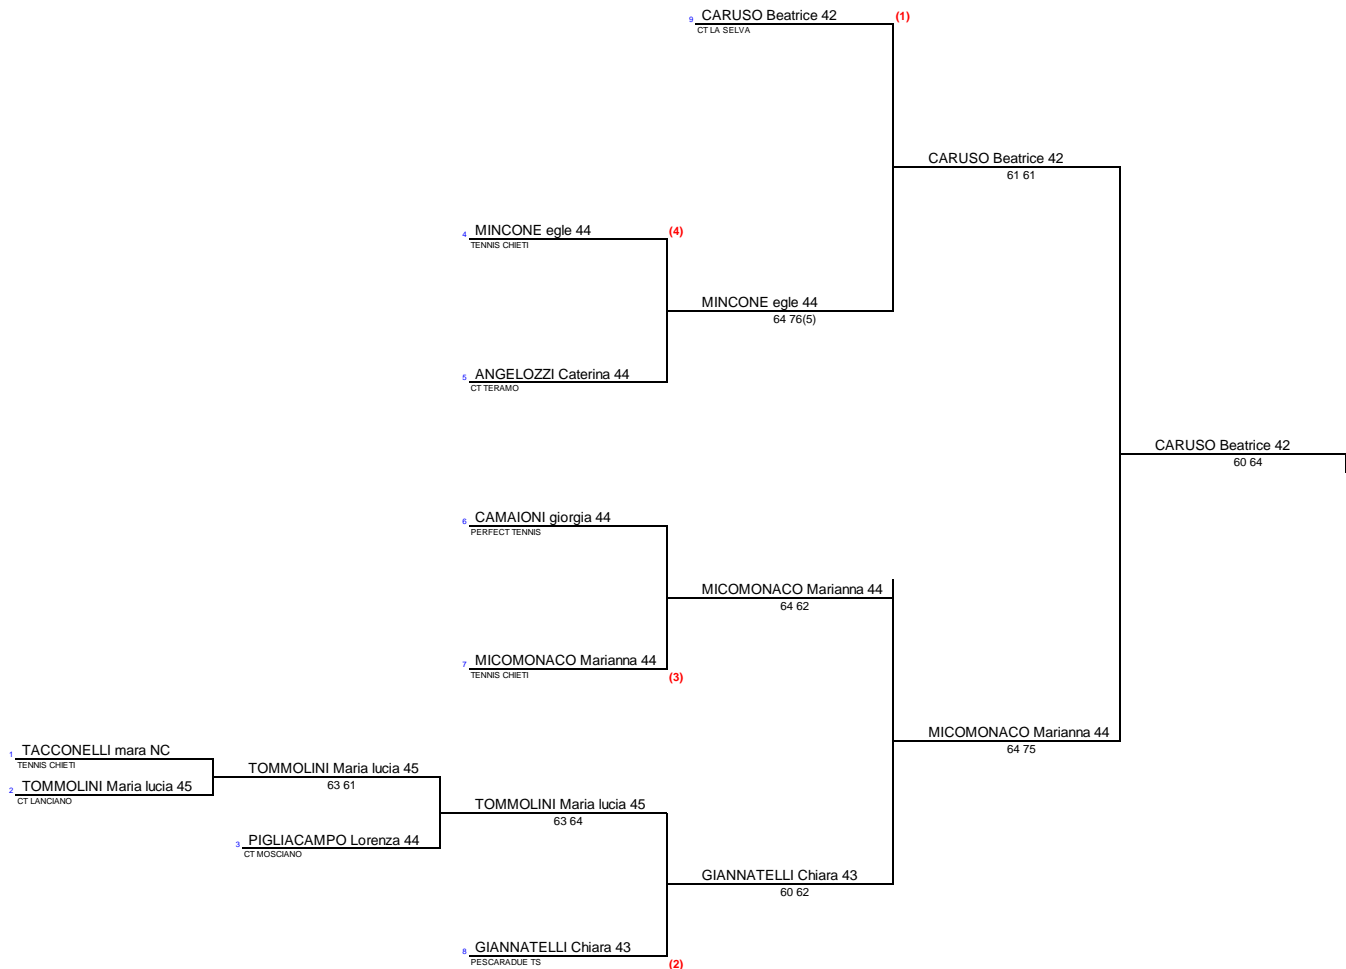 9 CARUSO Beatrice 42 (1)
CT LA SELVA
CARUSO Beatrice 42
61 61
4 MINCONE egle 44 (4)
TENNIS CHIETI
MINCONE egle 44
64 76(5)
5 ANGELOZZI Caterina 44
CT TERAMO
CARUSO Beatrice 42
60 64
6 CAMAIONI giorgia 44
PERFECT TENNIS
MICOMONACO Marianna 44
64 62
7 MICOMONACO Marianna 44
TENNIS CHIETI (3)
MICOMONACO Marianna 44
64 75
1 TACCONELLI mara NC
TENNIS CHIETI
TOMMOLINI Maria lucia 45
63 61
2 TOMMOLINI Maria lucia 45
CT LANCIANO
TOMMOLINI Maria lucia 45
63 64
3 PIGLIACAMPO Lorenza 44
CT MOSCIANO
GIANNATELLI Chiara 43
60 62
8 GIANNATELLI Chiara 43
PESCARADUE TS (2)